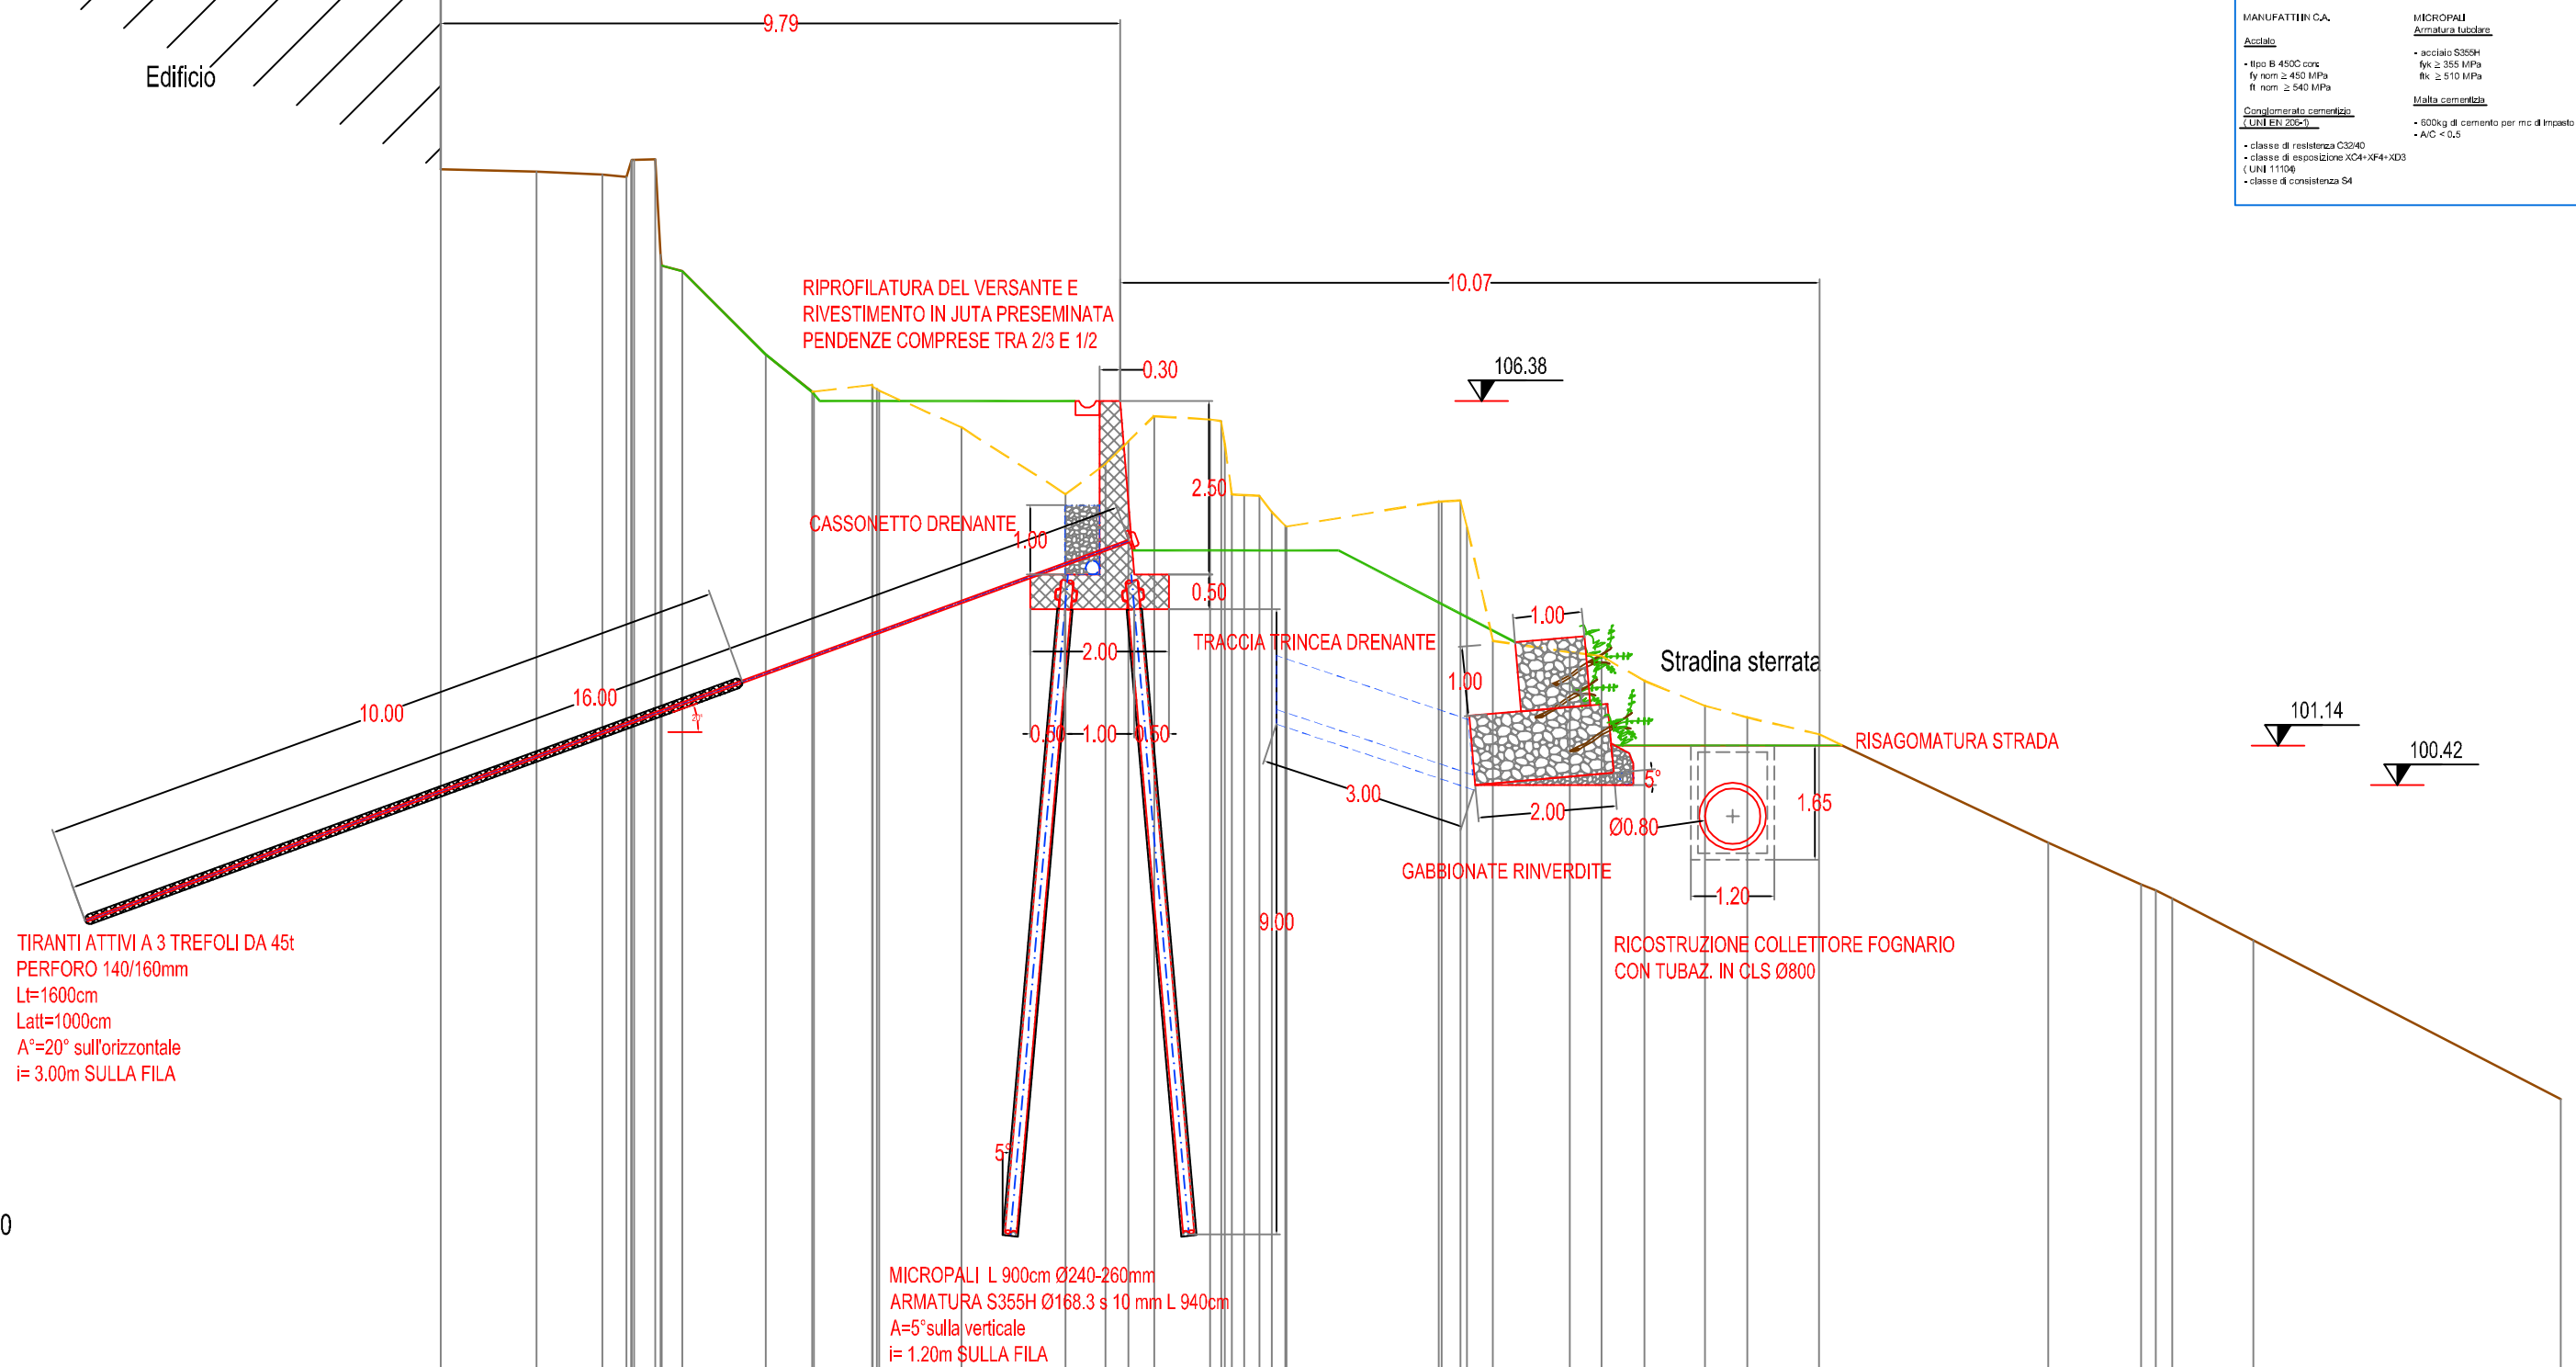 9.79
Edificio
MANUFATTI IN C.A.
Acciaio
- tipo B 450C con:
fy nom ≥ 450 MPa
ft nom ≥ 540 MPa
Conglomerato cementizio
( UNI EN 206-1)
- classe di resistenza C32/40
- classe di esposizione XC4+XF4+XD3
( UNI 11104)
- classe di consistenza S4
MICROPALI
Armatura tubolare
- acciaio S355H
fyk ≥ 355 MPa
ftk ≥ 510 MPa
Malta cementizia
- 600kg di cemento per mc di impasto
- A/C < 0.5
RIPROFILATURA DEL VERSANTE E
RIVESTIMENTO IN JUTA PRESEMINATA
PENDENZE COMPRESE TRA 2/3 E 1/2
10.07
0.30
106.38
2.50
CASSONETTO DRENANTE
1.00
0.50
1.00
TRACCIA TRINCEA DRENANTE
2.00
Stradina sterrata
1.00
16.00
10.00
20°
0.50
1.00
0.50
101.14
RISAGOMATURA STRADA
100.42
5°
3.00
2.00
Ø0.80
1.65
GABBIONATE RINVERDITE
1.20
9.00
TIRANTI ATTIVI A 3 TREFOLI DA 45t
PERFORO 140/160mm
Lt=1600cm
Latt=1000cm
A°=20° sull'orizzontale
i= 3.00m SULLA FILA
RICOSTRUZIONE COLLETTORE FOGNARIO
CON TUBAZ. IN CLS Ø800
5°
0
MICROPALI L 900cm Ø240-260mm
ARMATURA S355H Ø168.3 s 10 mm L 940cm
A=5°sulla verticale
i= 1.20m SULLA FILA